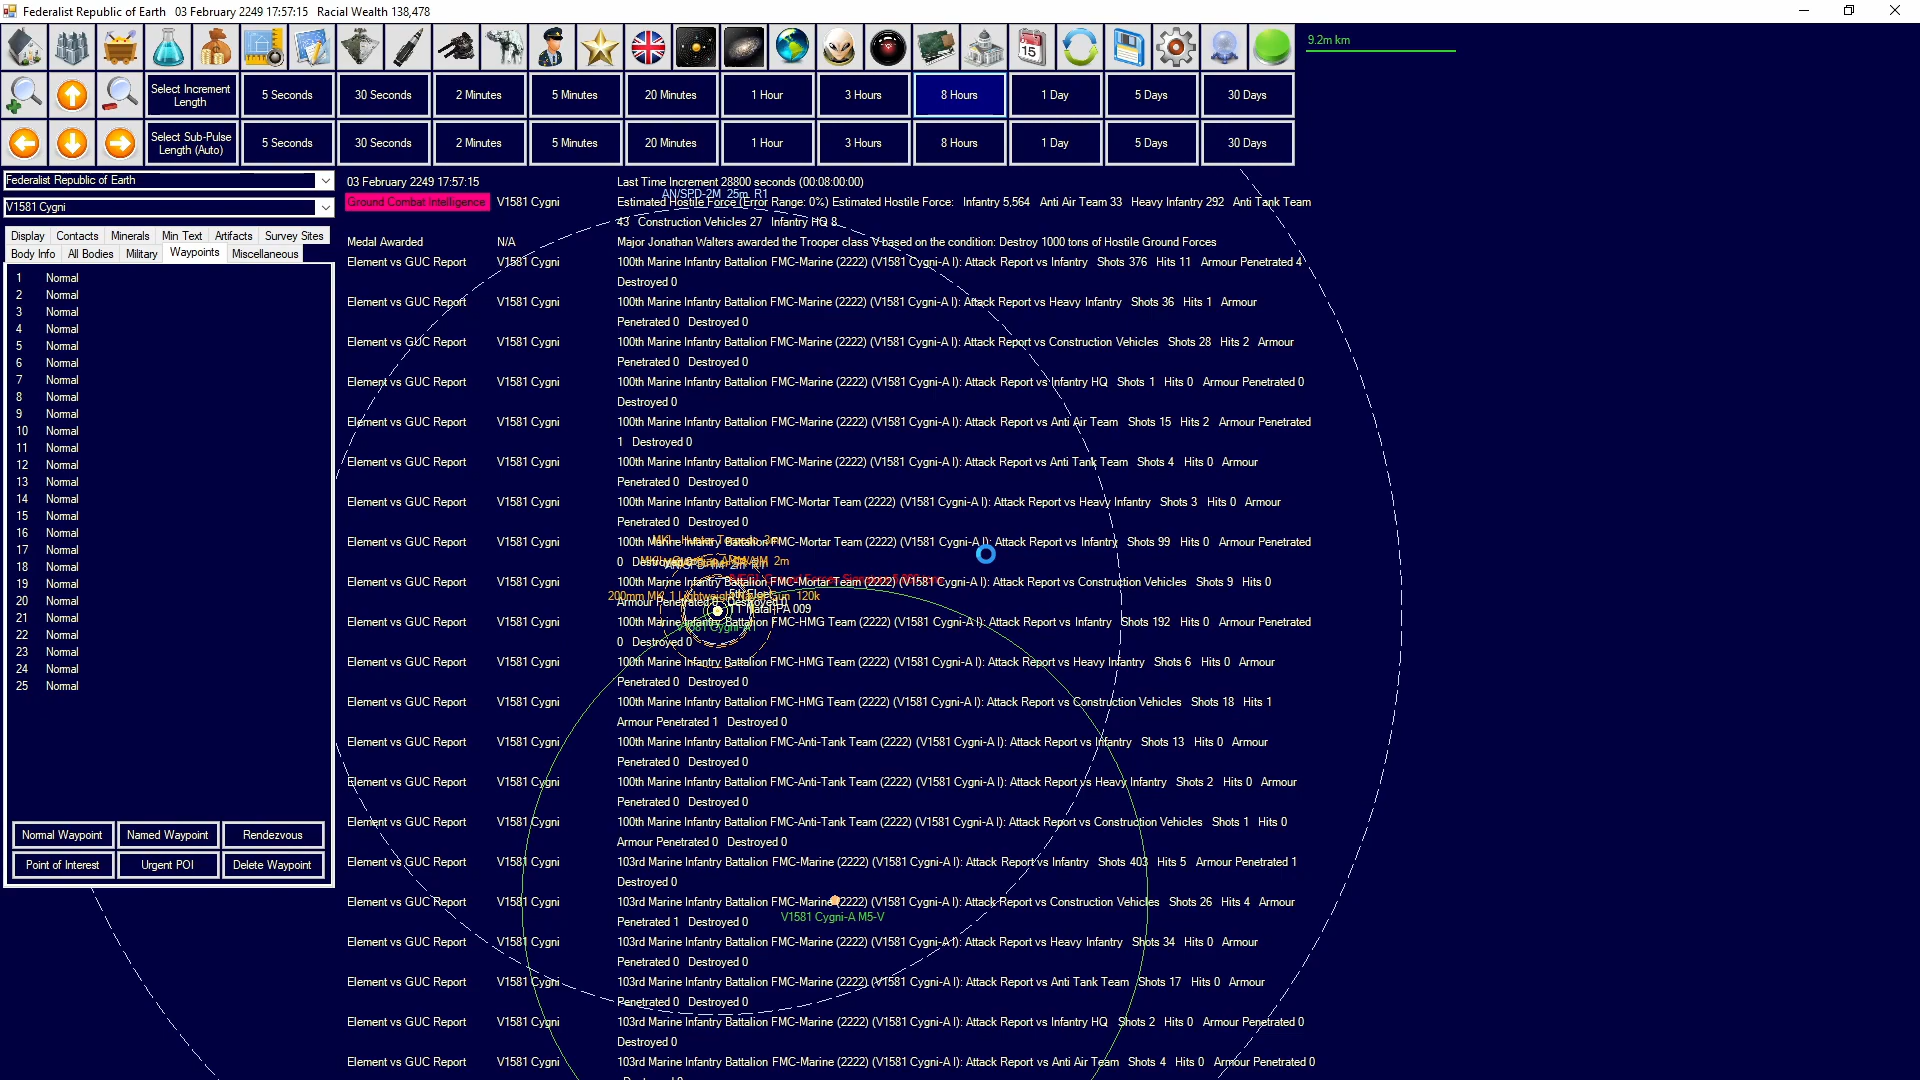 Federalist Republic of Earth   03 February 2249 17:57:15   Racial Wealth 138,478
9.2m km
Select Increment Length
5 Seconds
30 Seconds
2 Minutes
5 Minutes
20 Minutes
1 Hour
3 Hours
8 Hours
1 Day
5 Days
30 Days
Select Sub-Pulse Length (Auto)
5 Seconds
30 Seconds
2 Minutes
5 Minutes
20 Minutes
1 Hour
3 Hours
8 Hours
1 Day
5 Days
30 Days
Federalist Republic of Earth
V1581 Cygni
Display Contacts Minerals Min Text Artifacts Survey Sites
Body Info All Bodies Military Waypoints Miscellaneous
1 Normal
2 Normal
3 Normal
4 Normal
5 Normal
6 Normal
7 Normal
8 Normal
9 Normal
10 Normal
11 Normal
12 Normal
13 Normal
14 Normal
15 Normal
16 Normal
17 Normal
18 Normal
19 Normal
20 Normal
21 Normal
22 Normal
23 Normal
24 Normal
25 Normal
Normal Waypoint Named Waypoint Rendezvous
Point of Interest Urgent POI Delete Waypoint
03 February 2249 17:57:15 Last Time Increment 28800 seconds (00:08:00:00)
AN/SPD-2M 25m R1
Ground Combat Intelligence V1581 Cygni Estimated Hostile Force (Error Range: 0%) Estimated Hostile Force: Infantry 5,564 Anti Air Team 33 Heavy Infantry 292 Anti Tank Team
43 Construction Vehicles 27 Infantry HQ 8
Medal Awarded N/A Major Jonathan Walters awarded the Trooper class V based on the condition: Destroy 1000 tons of Hostile Ground Forces
Element vs GUC Report V1581 Cygni 100th Marine Infantry Battalion FMC-Marine (2222) (V1581 Cygni-A I): Attack Report vs Infantry Shots 376 Hits 11 Armour Penetrated 4
Destroyed 0
Element vs GUC Report V1581 Cygni 100th Marine Infantry Battalion FMC-Marine (2222) (V1581 Cygni-A I): Attack Report vs Heavy Infantry Shots 36 Hits 1 Armour
Penetrated 0 Destroyed 0
Element vs GUC Report V1581 Cygni 100th Marine Infantry Battalion FMC-Marine (2222) (V1581 Cygni-A I): Attack Report vs Construction Vehicles Shots 28 Hits 2 Armour
Penetrated 0 Destroyed 0
Element vs GUC Report V1581 Cygni 100th Marine Infantry Battalion FMC-Marine (2222) (V1581 Cygni-A I): Attack Report vs Infantry HQ Shots 1 Hits 0 Armour Penetrated 0
Destroyed 0
Element vs GUC Report V1581 Cygni 100th Marine Infantry Battalion FMC-Marine (2222) (V1581 Cygni-A I): Attack Report vs Anti Air Team Shots 15 Hits 2 Armour Penetrated
1 Destroyed 0
Element vs GUC Report V1581 Cygni 100th Marine Infantry Battalion FMC-Marine (2222) (V1581 Cygni-A I): Attack Report vs Anti Tank Team Shots 4 Hits 0 Armour
Penetrated 0 Destroyed 0
Element vs GUC Report V1581 Cygni 100th Marine Infantry Battalion FMC-Mortar Team (2222) (V1581 Cygni-A I): Attack Report vs Heavy Infantry Shots 3 Hits 0 Armour
Penetrated 0 Destroyed 0
Element vs GUC Report V1581 Cygni 100th Marine Infantry Battalion FMC-Mortar Team (2222) (V1581 Cygni-A I): Attack Report vs Infantry Shots 99 Hits 0 Armour Penetrated
0 Destroyed 0
2m
Element vs GUC Report V1581 Cygni 100th Marine Infantry Battalion FMC-Mortar Team (2222) (V1581 Cygni-A I): Attack Report vs Construction Vehicles Shots 9 Hits 0
200mm MK 1 Lightweight 120k
5th Fleet
Armour Penetrated 0 Destroyed 0
009
Element vs GUC Report V1581 Cygni 100th Marine Infantry Battalion FMC-HMG Team (2222) (V1581 Cygni-A I): Attack Report vs Infantry Shots 192 Hits 0 Armour Penetrated
V1581 Cygni-A I
0 Destroyed 0
Element vs GUC Report V1581 Cygni 100th Marine Infantry Battalion FMC-HMG Team (2222) (V1581 Cygni-A I): Attack Report vs Heavy Infantry Shots 6 Hits 0 Armour
Penetrated 0 Destroyed 0
Element vs GUC Report V1581 Cygni 100th Marine Infantry Battalion FMC-HMG Team (2222) (V1581 Cygni-A I): Attack Report vs Construction Vehicles Shots 18 Hits 1
Armour Penetrated 1 Destroyed 0
Element vs GUC Report V1581 Cygni 100th Marine Infantry Battalion FMC-Anti-Tank Team (2222) (V1581 Cygni-A I): Attack Report vs Infantry Shots 13 Hits 0 Armour
Penetrated 0 Destroyed 0
Element vs GUC Report V1581 Cygni 100th Marine Infantry Battalion FMC-Anti-Tank Team (2222) (V1581 Cygni-A I): Attack Report vs Heavy Infantry Shots 2 Hits 0 Armour
Penetrated 0 Destroyed 0
Element vs GUC Report V1581 Cygni 100th Marine Infantry Battalion FMC-Anti-Tank Team (2222) (V1581 Cygni-A I): Attack Report vs Construction Vehicles Shots 1 Hits 0
Armour Penetrated 0 Destroyed 0
Element vs GUC Report V1581 Cygni 103rd Marine Infantry Battalion FMC-Marine (2222) (V1581 Cygni-A I): Attack Report vs Infantry Shots 403 Hits 5 Armour Penetrated 1
Destroyed 0
Element vs GUC Report V1581 Cygni 103rd Marine Infantry Battalion FMC-Marine (2222) (V1581 Cygni-A I): Attack Report vs Construction Vehicles Shots 26 Hits 4 Armour
V1581 Cygni-A M5-V
Penetrated 1 Destroyed 0
Element vs GUC Report V1581 Cygni 103rd Marine Infantry Battalion FMC-Marine (2222) (V1581 Cygni-A I): Attack Report vs Heavy Infantry Shots 34 Hits 0 Armour
Penetrated 0 Destroyed 0
Element vs GUC Report V1581 Cygni 103rd Marine Infantry Battalion FMC-Marine (2222) (V1581 Cygni-A I): Attack Report vs Anti Tank Team Shots 17 Hits 0 Armour
Penetrated 0 Destroyed 0
Element vs GUC Report V1581 Cygni 103rd Marine Infantry Battalion FMC-Marine (2222) (V1581 Cygni-A I): Attack Report vs Infantry HQ Shots 2 Hits 0 Armour Penetrated 0
Destroyed 0
Element vs GUC Report V1581 Cygni 103rd Marine Infantry Battalion FMC-Marine (2222) (V1581 Cygni-A I): Attack Report vs Anti Air Team Shots 4 Hits 0 Armour Penetrated 0